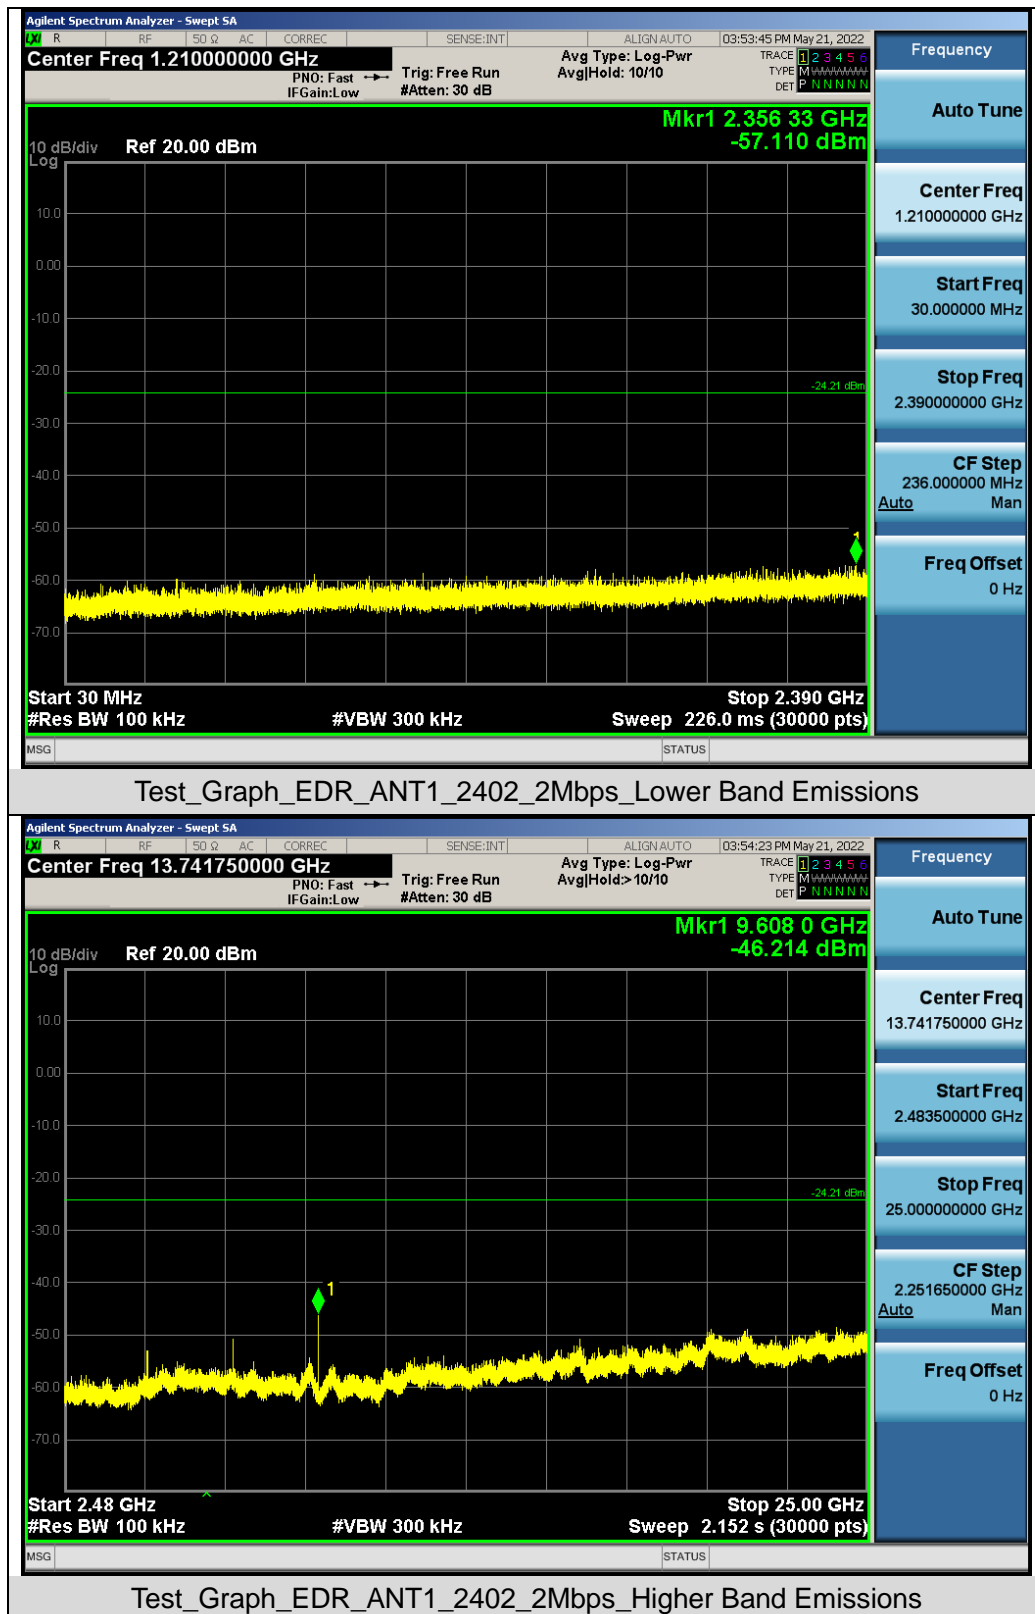 Agilent Spectrum Analyzer - Swept SA
LXI R RF 50 Ω AC CORREC SENSE:INT ALIGN AUTO 03:53:45 PM May 21, 2022
Center Freq 1.210000000 GHz
PNO: Fast
IFGain:Low
Trig: Free Run
#Atten: 30 dB
Avg Type: Log-Pwr
Avg|Hold: 10/10
TRACE 1 2 3 4 5 6
TYPE M W W W W W
DET P N N N N N
Mkr1 2.356 33 GHz
-57.110 dBm
10 dB/div Ref 20.00 dBm
Log
10.0
0.00
-10.0
-20.0
-24.21 dBm
-30.0
-40.0
-50.0
1
-60.0
-70.0
Start 30 MHz Stop 2.390 GHz
#Res BW 100 kHz #VBW 300 kHz Sweep 226.0 ms (30000 pts)
MSG STATUS
Frequency
Auto Tune
Center Freq
1.210000000 GHz
Start Freq
30.000000 MHz
Stop Freq
2.390000000 GHz
CF Step
236.000000 MHz
Auto Man
Freq Offset
0 Hz
Test_Graph_EDR_ANT1_2402_2Mbps_Lower Band Emissions
Agilent Spectrum Analyzer - Swept SA
LXI R RF 50 Ω AC CORREC SENSE:INT ALIGN AUTO 03:54:23 PM May 21, 2022
Center Freq 13.741750000 GHz
PNO: Fast
IFGain:Low
Trig: Free Run
#Atten: 30 dB
Avg Type: Log-Pwr
Avg|Hold:>10/10
TRACE 1 2 3 4 5 6
TYPE M W W W W W
DET P N N N N N
Mkr1 9.608 0 GHz
-46.214 dBm
10 dB/div Ref 20.00 dBm
Log
10.0
0.00
-10.0
-20.0
-24.21 dBm
-30.0
-40.0
1
-50.0
-60.0
-70.0
Start 2.48 GHz Stop 25.00 GHz
#Res BW 100 kHz #VBW 300 kHz Sweep 2.152 s (30000 pts)
MSG STATUS
Frequency
Auto Tune
Center Freq
13.741750000 GHz
Start Freq
2.483500000 GHz
Stop Freq
25.000000000 GHz
CF Step
2.251650000 GHz
Auto Man
Freq Offset
0 Hz
Test_Graph_EDR_ANT1_2402_2Mbps_Higher Band Emissions